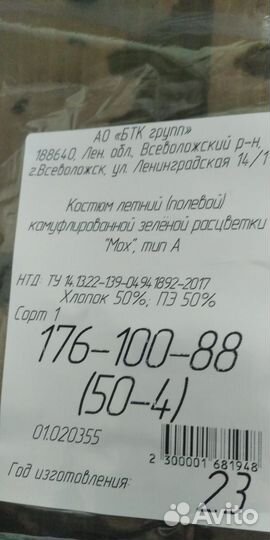 АО «БТК групп»
188640, Лен. обл., Всеволожский р-н,
г.Всеволожск, ул. Ленинградская 14/1
Костюм летний (полевой)
камуфлированной зелёной расцветки
"Мох", тип А
НТД: ТУ 14.13.22-139-04941892-2017
Хлопок 50%; ПЭ 50%
Сорт 1
176-100-88
(50-4)
01.020355
2 300001 681948
Год изготовления:
23
Avito